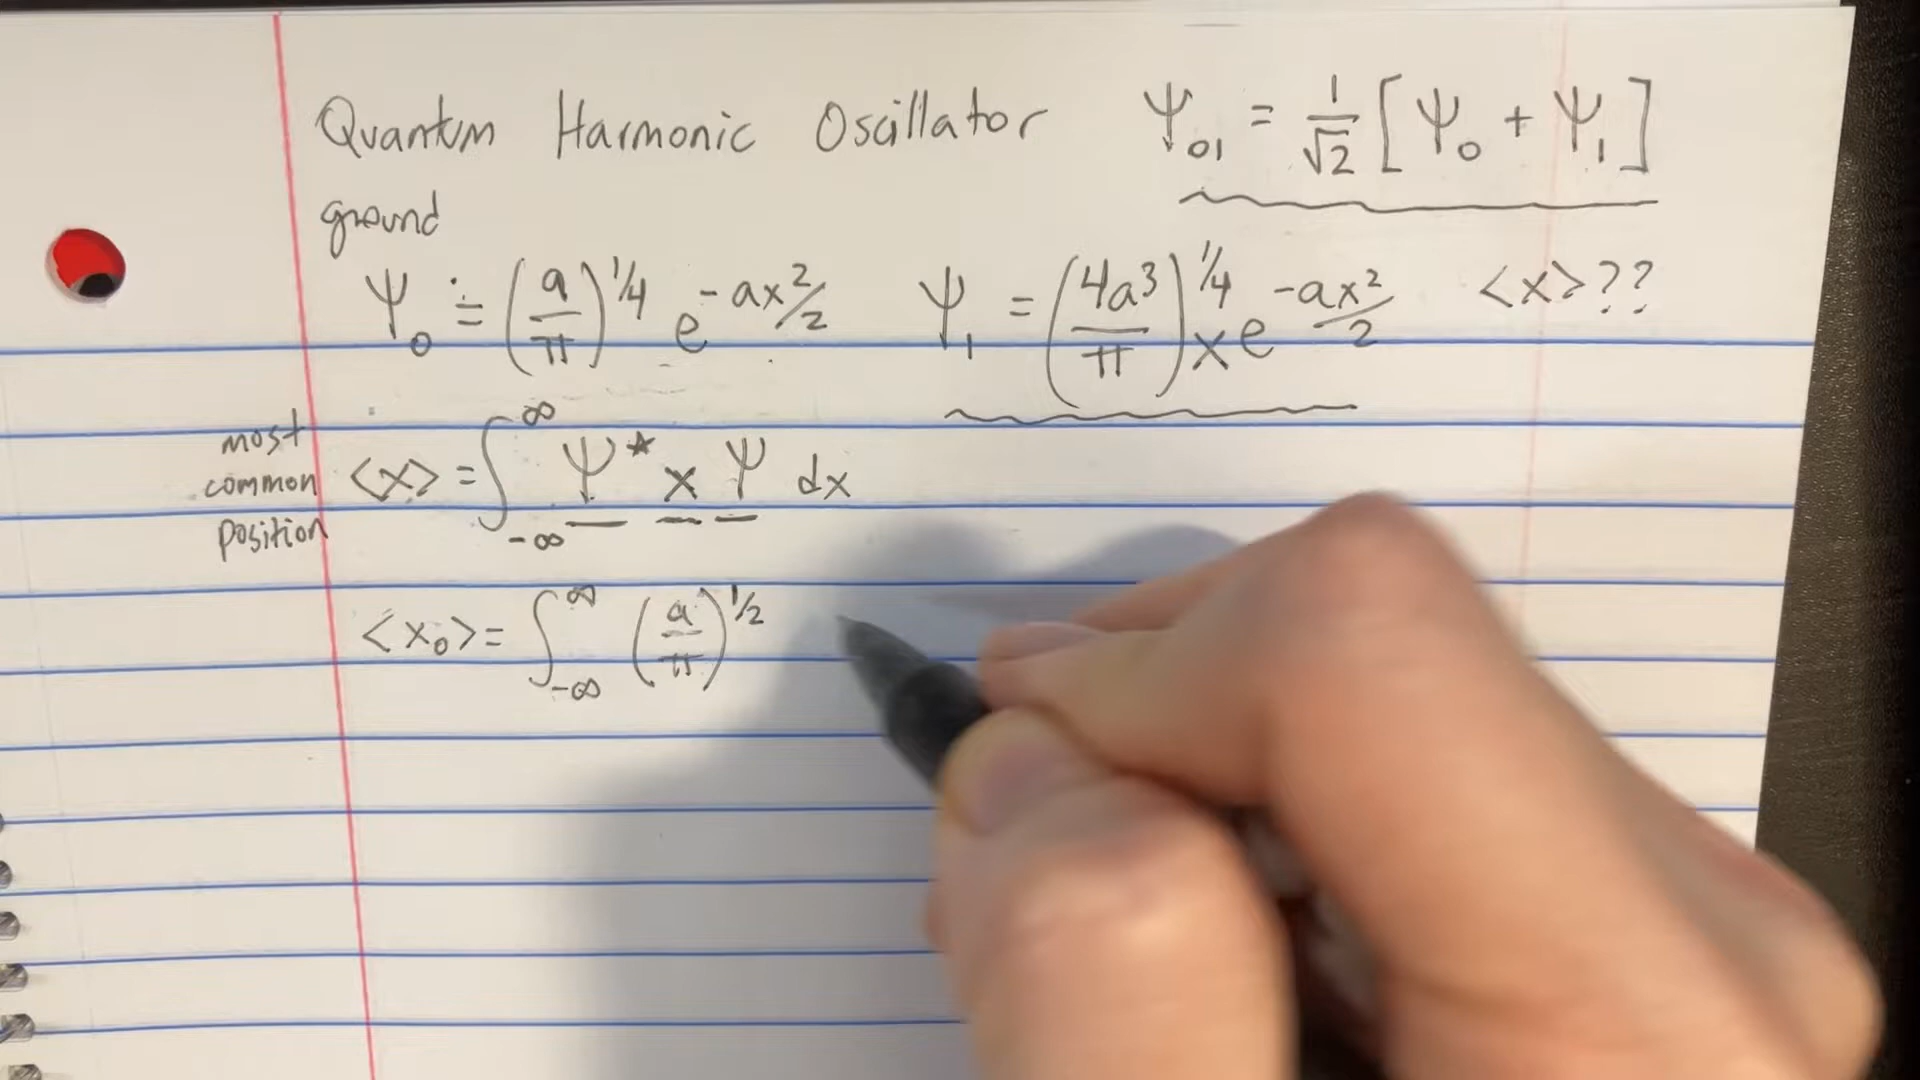 Quantum Harmonic Oscillator Ψ₀₁ = 1/√2 [Ψ₀ + Ψ₁]
ground
Ψ₀ = (a/π)^1/4 e^-ax²/2 Ψ₁ = (4a³/π)^1/4 x e^-ax²/2 <x>??
most
common
position
<x> = ∫_-∞^∞ Ψ* x Ψ dx
<x₀> = ∫_-∞^∞ (a/π)^1/2